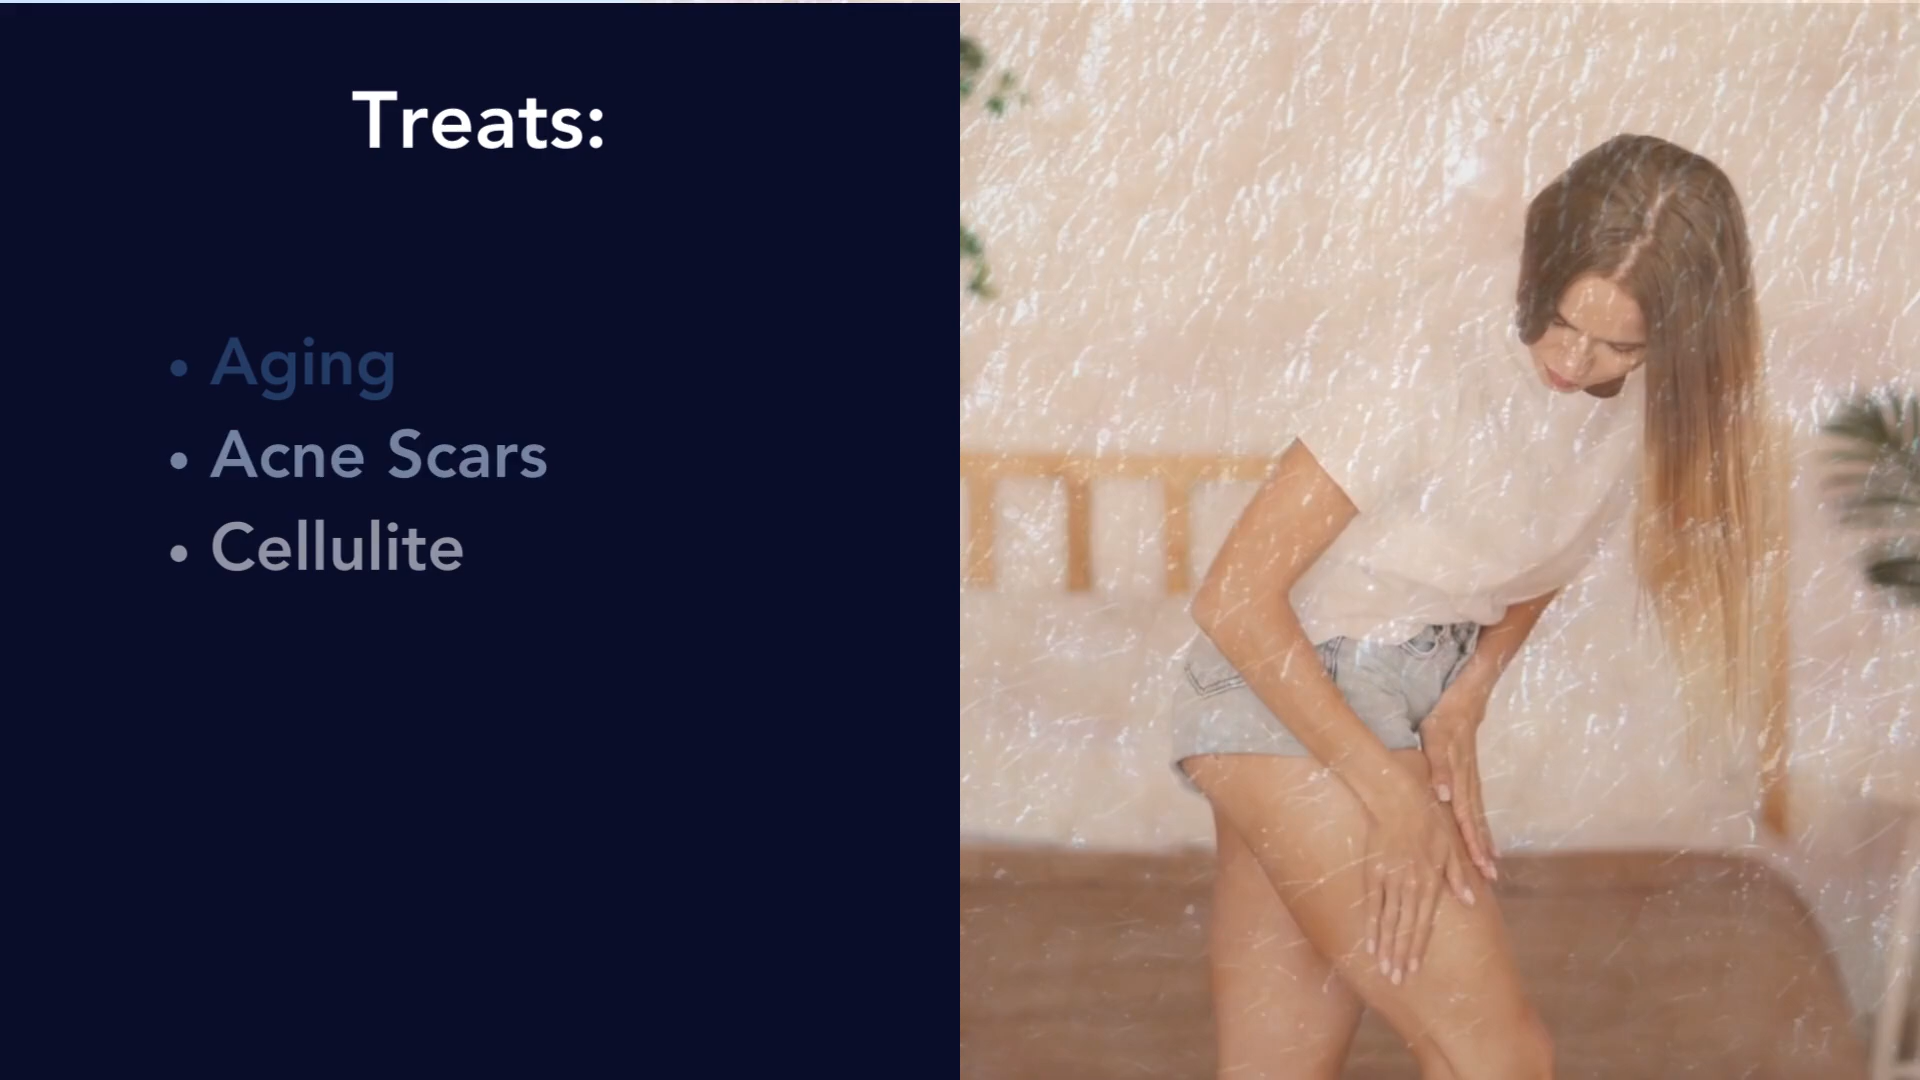 Treats:
• Aging
• Acne Scars
• Cellulite